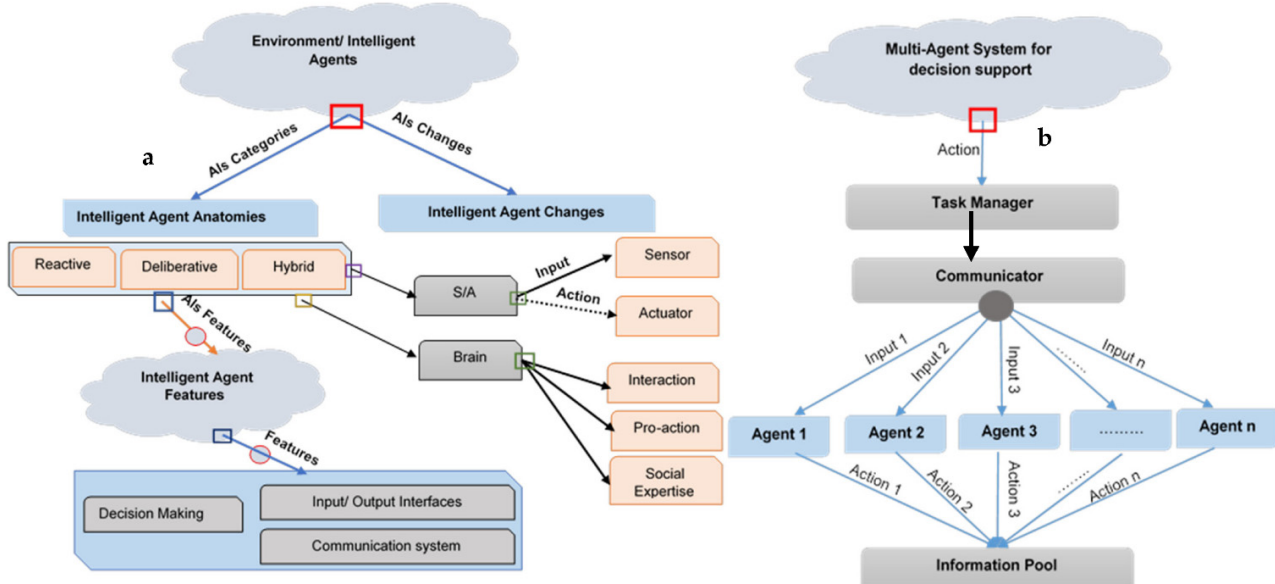 Environment/ Intelligent
Agents
AIs Categories
AIs Changes
a
Intelligent Agent Anatomies
Intelligent Agent Changes
Reactive
Deliberative
Hybrid
AIs Features
S/A
Input
Action
Sensor
Actuator
Brain
Interaction
Pro-action
Social
Expertise
Intelligent Agent
Features
Features
Decision Making
Input/ Output Interfaces
Communication system
Multi-Agent System for
decision support
b
Action
Task Manager
Communicator
Input 1
Input 2
Input 3
........
Input n
Agent 1
Agent 2
Agent 3
.........
Agent n
Action 1
Action 2
Action 3
........
Action n
Information Pool